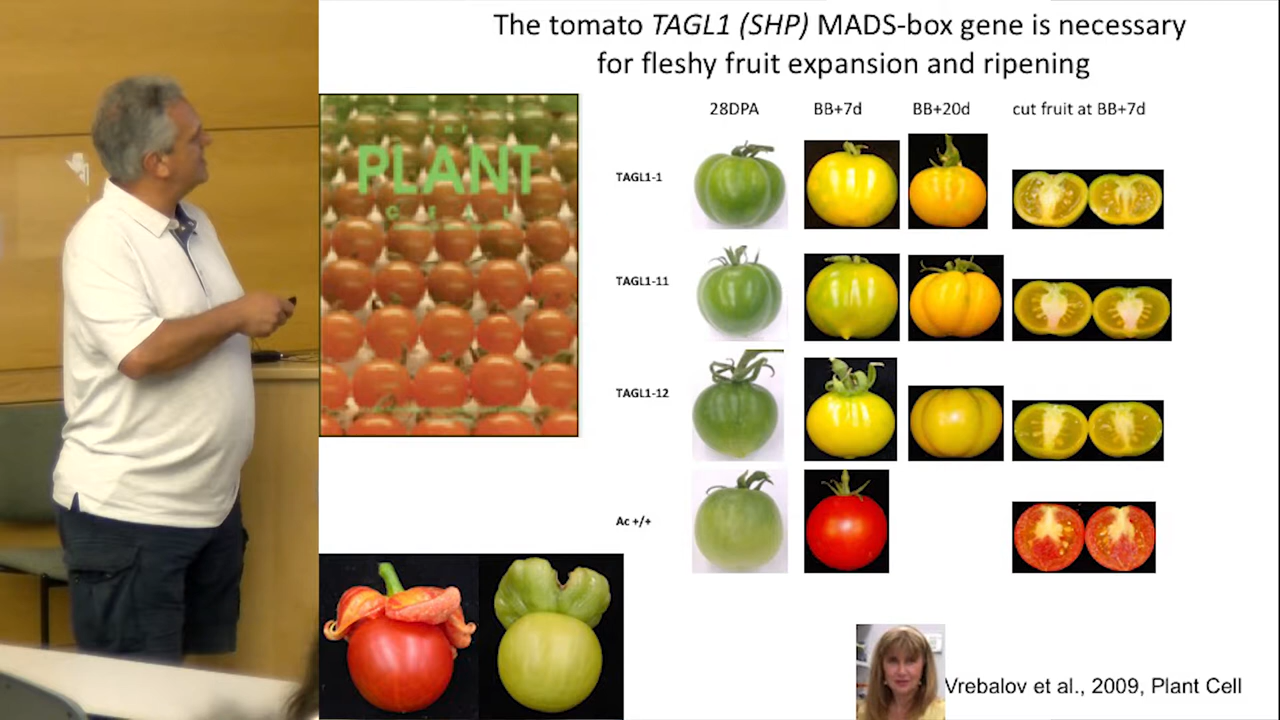 The tomato TAGL1 (SHP) MADS-box gene is necessary
for fleshy fruit expansion and ripening
28DPA BB+7d BB+20d cut fruit at BB+7d
THE
PLANT
CELL
TAGL1-1
TAGL1-11
TAGL1-12
Ac +/+
Vrebalov et al., 2009, Plant Cell